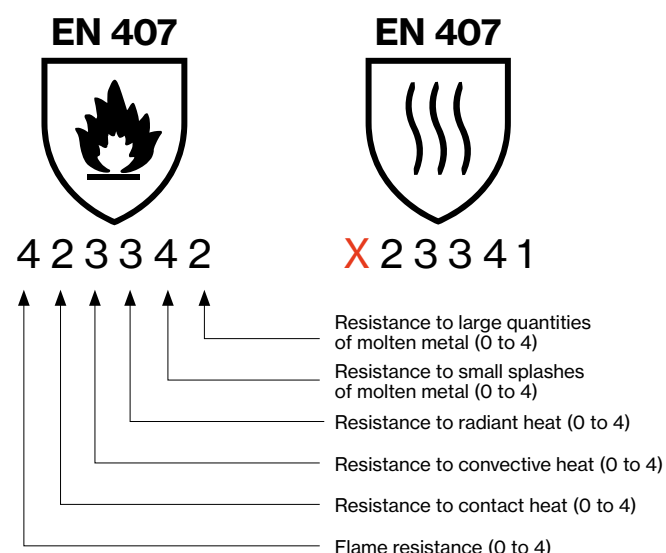 EN 407
EN 407
4 2 3 3 4 2
X 2 3 3 4 1
Resistance to large quantities
of molten metal (0 to 4)
Resistance to small splashes
of molten metal (0 to 4)
Resistance to radiant heat (0 to 4)
Resistance to convective heat (0 to 4)
Resistance to contact heat (0 to 4)
Flame resistance (0 to 4)